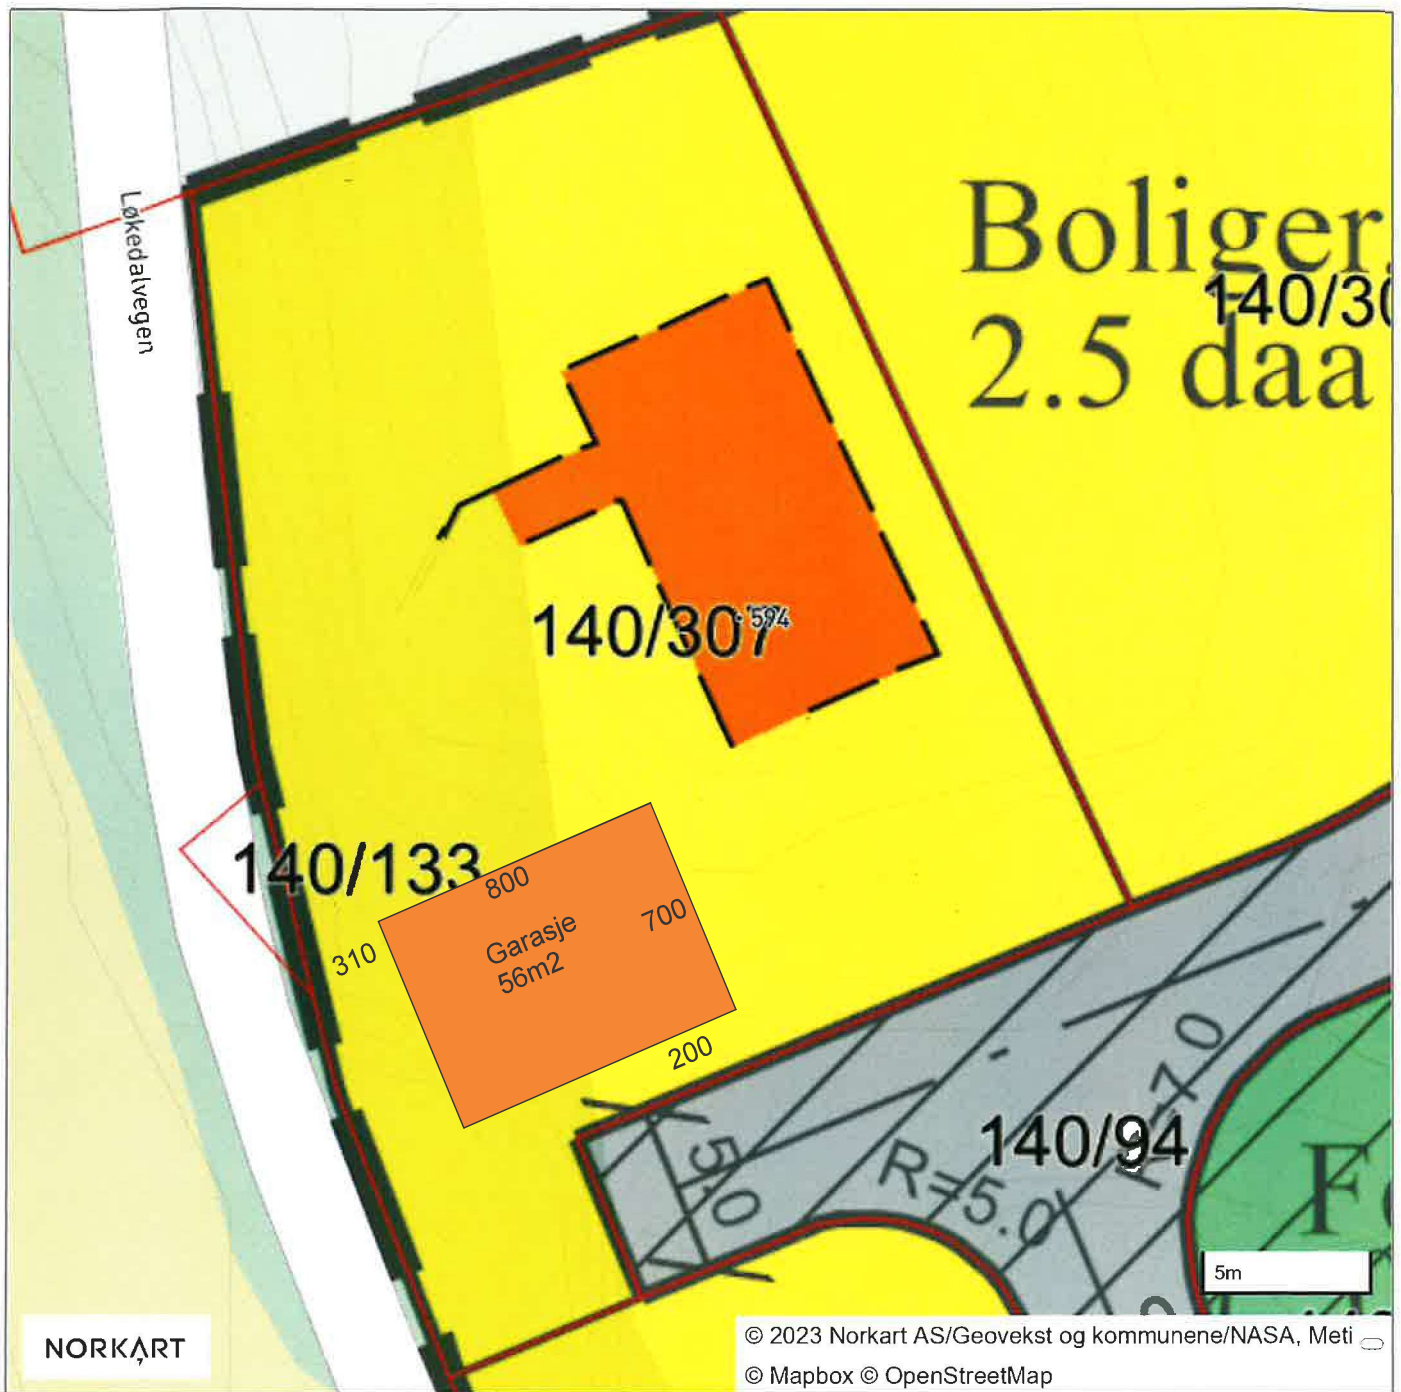 Løkedalvegen
Boliger,
140/30
2.5 daa
140/307
140/133
800
Garasje
56m2
700
310
200
5.0
R=5.0
R=7.0
140/94
F
5m
NORKART
© 2023 Norkart AS/Geovekst og kommunene/NASA, Meti
© Mapbox © OpenStreetMap